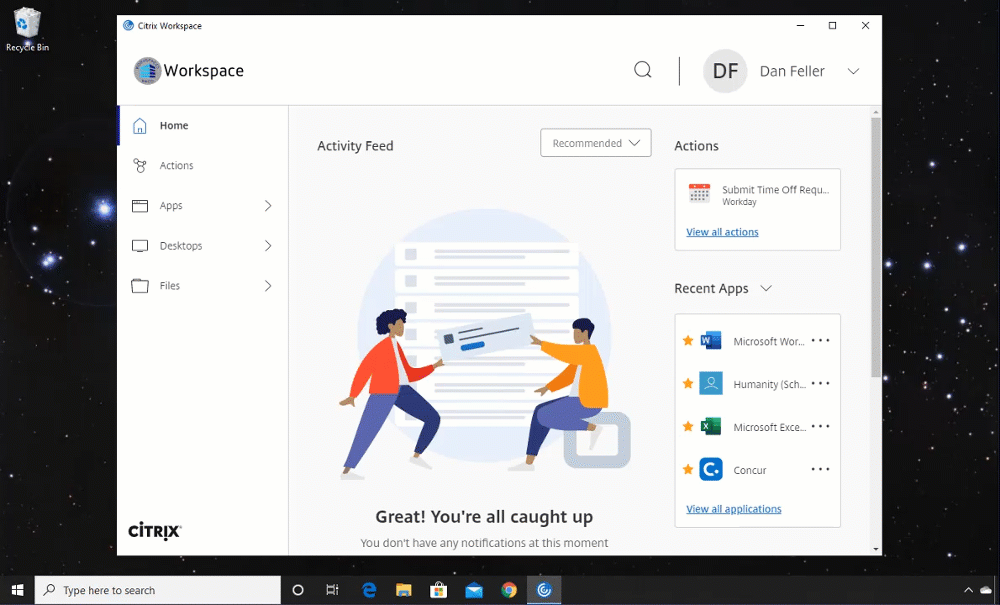 Recycle Bin
Citrix Workspace
Workspace
DF
Dan Feller
Home
Actions
Apps
Desktops
Files
CİTRIX
Activity Feed
Recommended
Great! You're all caught up
You don't have any notifications at this moment
Actions
Submit Time Off Requ...
Workday
View all actions
Recent Apps
Microsoft Wor...
Humanity (Sch...
Microsoft Exce...
Concur
View all applications
Type here to search